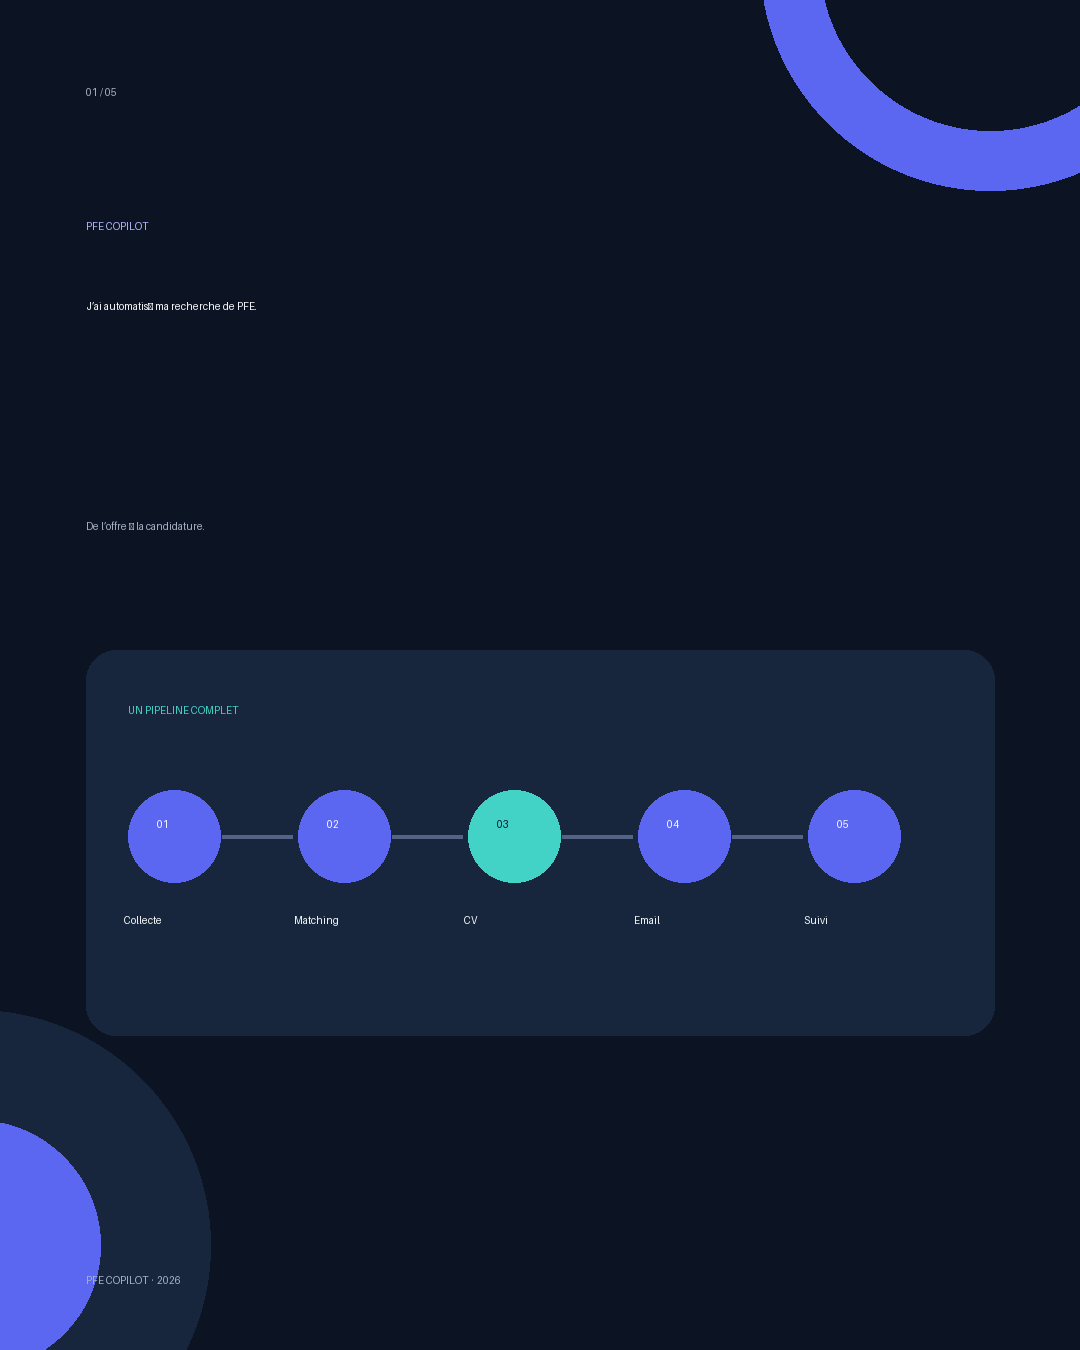 01 / 05
PFE COPILOT
J’ai automatis▯ ma recherche de PFE.
De l’offre ▯ la candidature.
UN PIPELINE COMPLET
01 02 03 04 05
Collecte Matching CV Email Suivi
PFE COPILOT · 2026